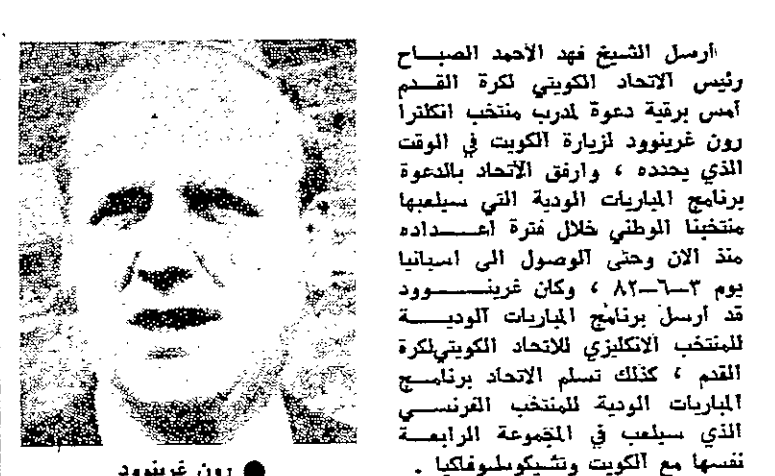 أرسل الشيخ فهد الأحمد الصباح
رئيس الاتحاد الكويتي لكرة القدم
أمس برقية دعوة لمدرب منتخب انكلترا
رون غرينوود لزيارة الكويت في الوقت
الذي يحدده ، وارفق الاتحاد بالدعوة
برنامج المباريات الودية التي سيلعبها
منتخبنا الوطني خلال فترة اعداده
منذ الان وحتى الوصول الى اسبانيا
يوم ٣–٦–٨٢ ، وكان غرينوود
قد أرسل برنامج المباريات الودية
للمنتخب الانكليزي للاتحاد الكويتي لكرة
القدم ، كذلك تسلم الاتحاد برنامج
المباريات الودية للمنتخب الفرنسي
الذي سيلعب في المجموعة الرابعة
نفسها مع الكويت وتشيكوسلوفاكيا .
● رون غرينوود